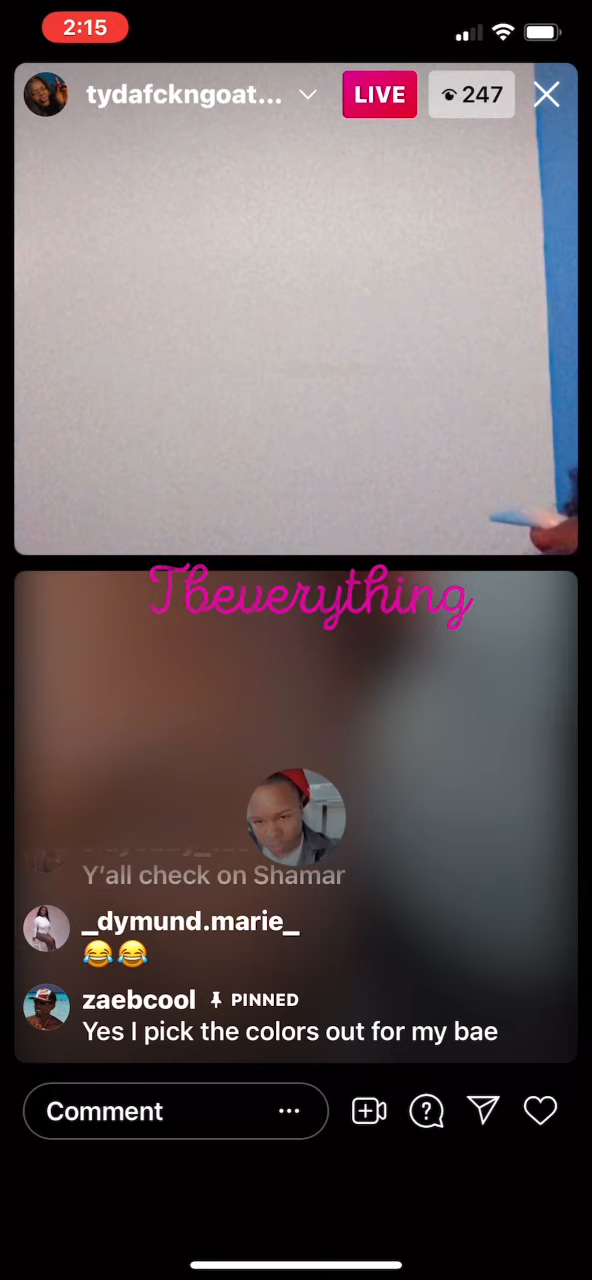 2:15
tydafckngoat...
LIVE
247
Tbeverything
Y'all check on Shamar
_dymund.marie_
😂😂
zaebcool PINNED
Yes I pick the colors out for my bae
Comment